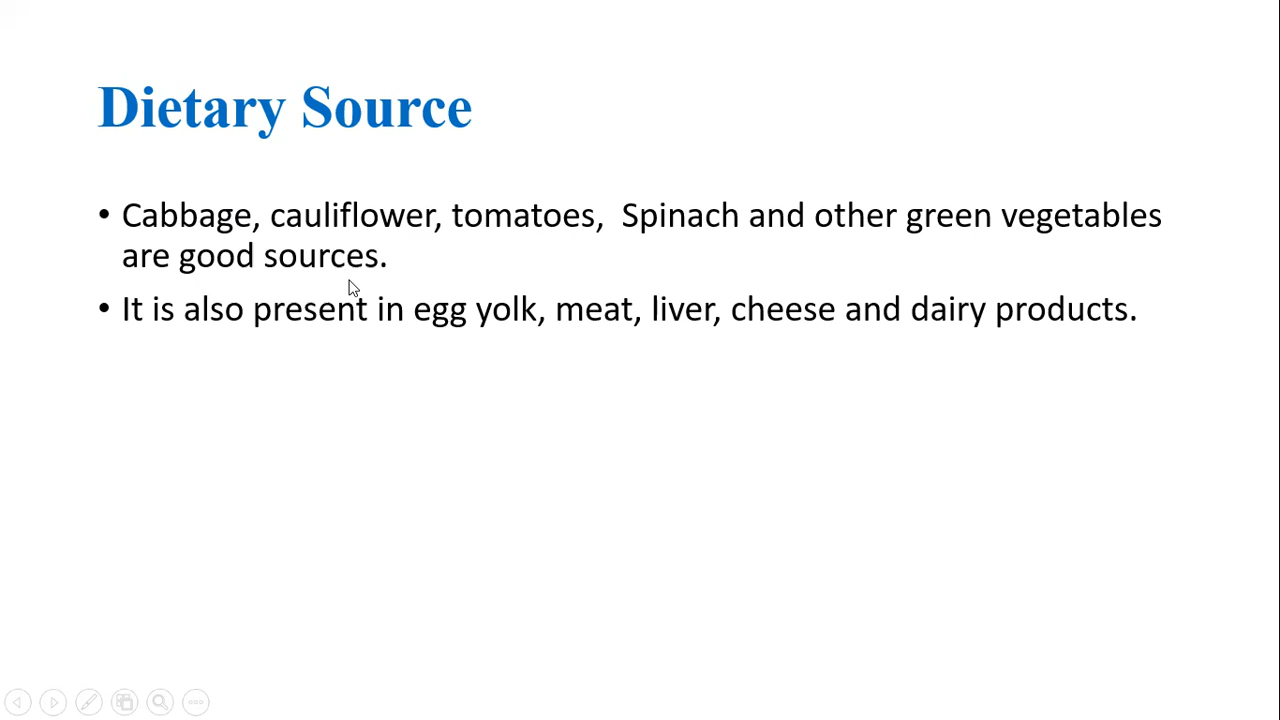 Dietary Source
• Cabbage, cauliflower, tomatoes,  Spinach and other green vegetables
are good sources.
• It is also present in egg yolk, meat, liver, cheese and dairy products.